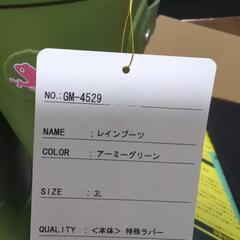 NO.:GM-4529
NAME : レインブーツ
COLOR : アーミーグリーン
SIZE : 3L
QUALITY : <本体> 特殊ラバー